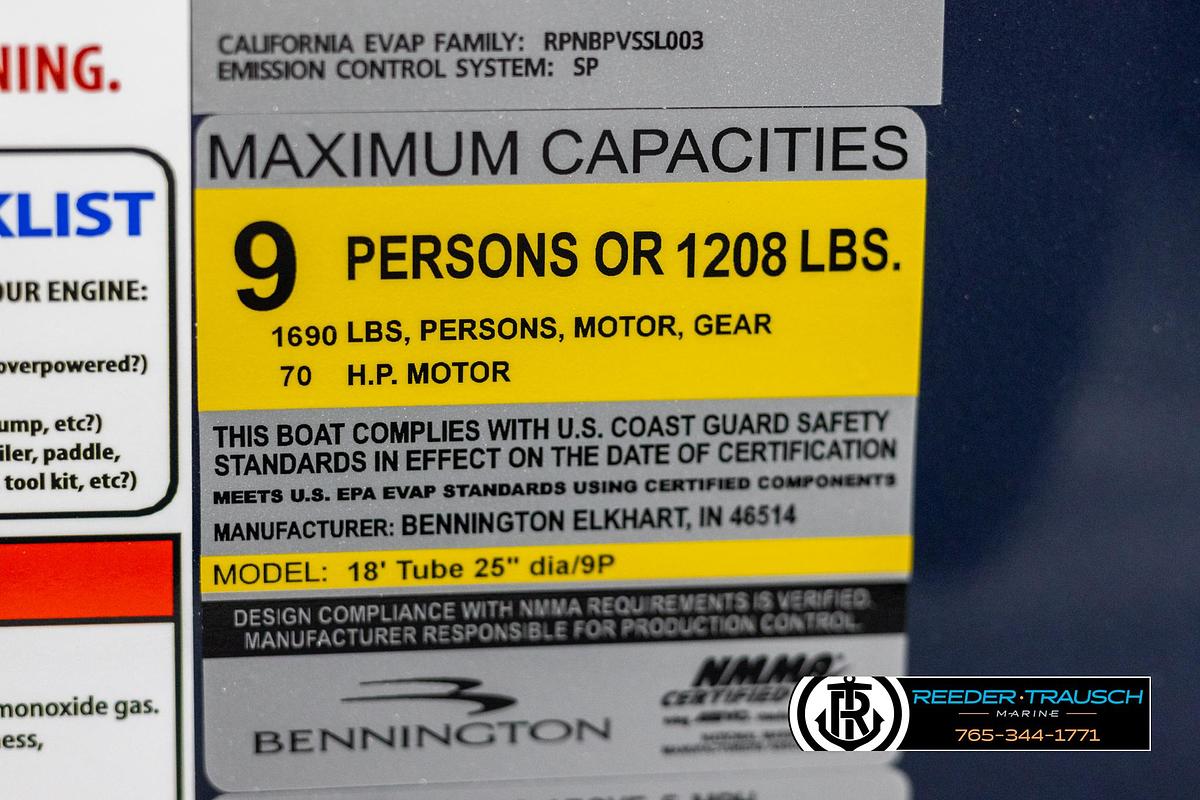 NING.
KLIST
OUR ENGINE:
overpowered?)
ump, etc?)
iler, paddle,
tool kit, etc?)
monoxide gas.
ness,
CALIFORNIA EVAP FAMILY: RPNBPVSSL003
EMISSION CONTROL SYSTEM: SP
MAXIMUM CAPACITIES
9 PERSONS OR 1208 LBS.
1690 LBS, PERSONS, MOTOR, GEAR
70 H.P. MOTOR
THIS BOAT COMPLIES WITH U.S. COAST GUARD SAFETY
STANDARDS IN EFFECT ON THE DATE OF CERTIFICATION
MEETS U.S. EPA EVAP STANDARDS USING CERTIFIED COMPONENTS
MANUFACTURER: BENNINGTON ELKHART, IN 46514
MODEL: 18' Tube 25" dia/9P
DESIGN COMPLIANCE WITH NMMA REQUIREMENTS IS VERIFIED.
MANUFACTURER RESPONSIBLE FOR PRODUCTION CONTROL.
BENNINGTON
NMMA
CERTIFIED
TR
REEDER·TRAUSCH
MARINE
765-344-1771